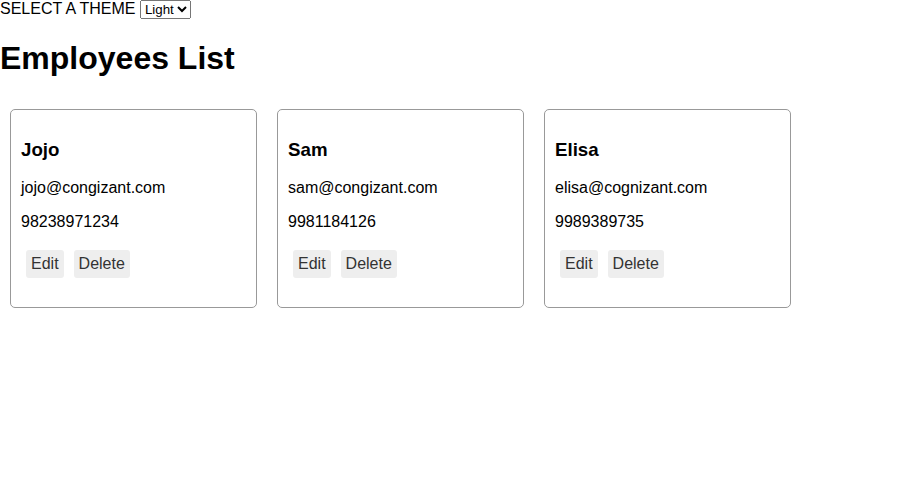 SELECT A THEME Light
Employees List
Jojo
jojo@congizant.com
98238971234
Edit Delete
Sam
sam@congizant.com
9981184126
Edit Delete
Elisa
elisa@cognizant.com
9989389735
Edit Delete